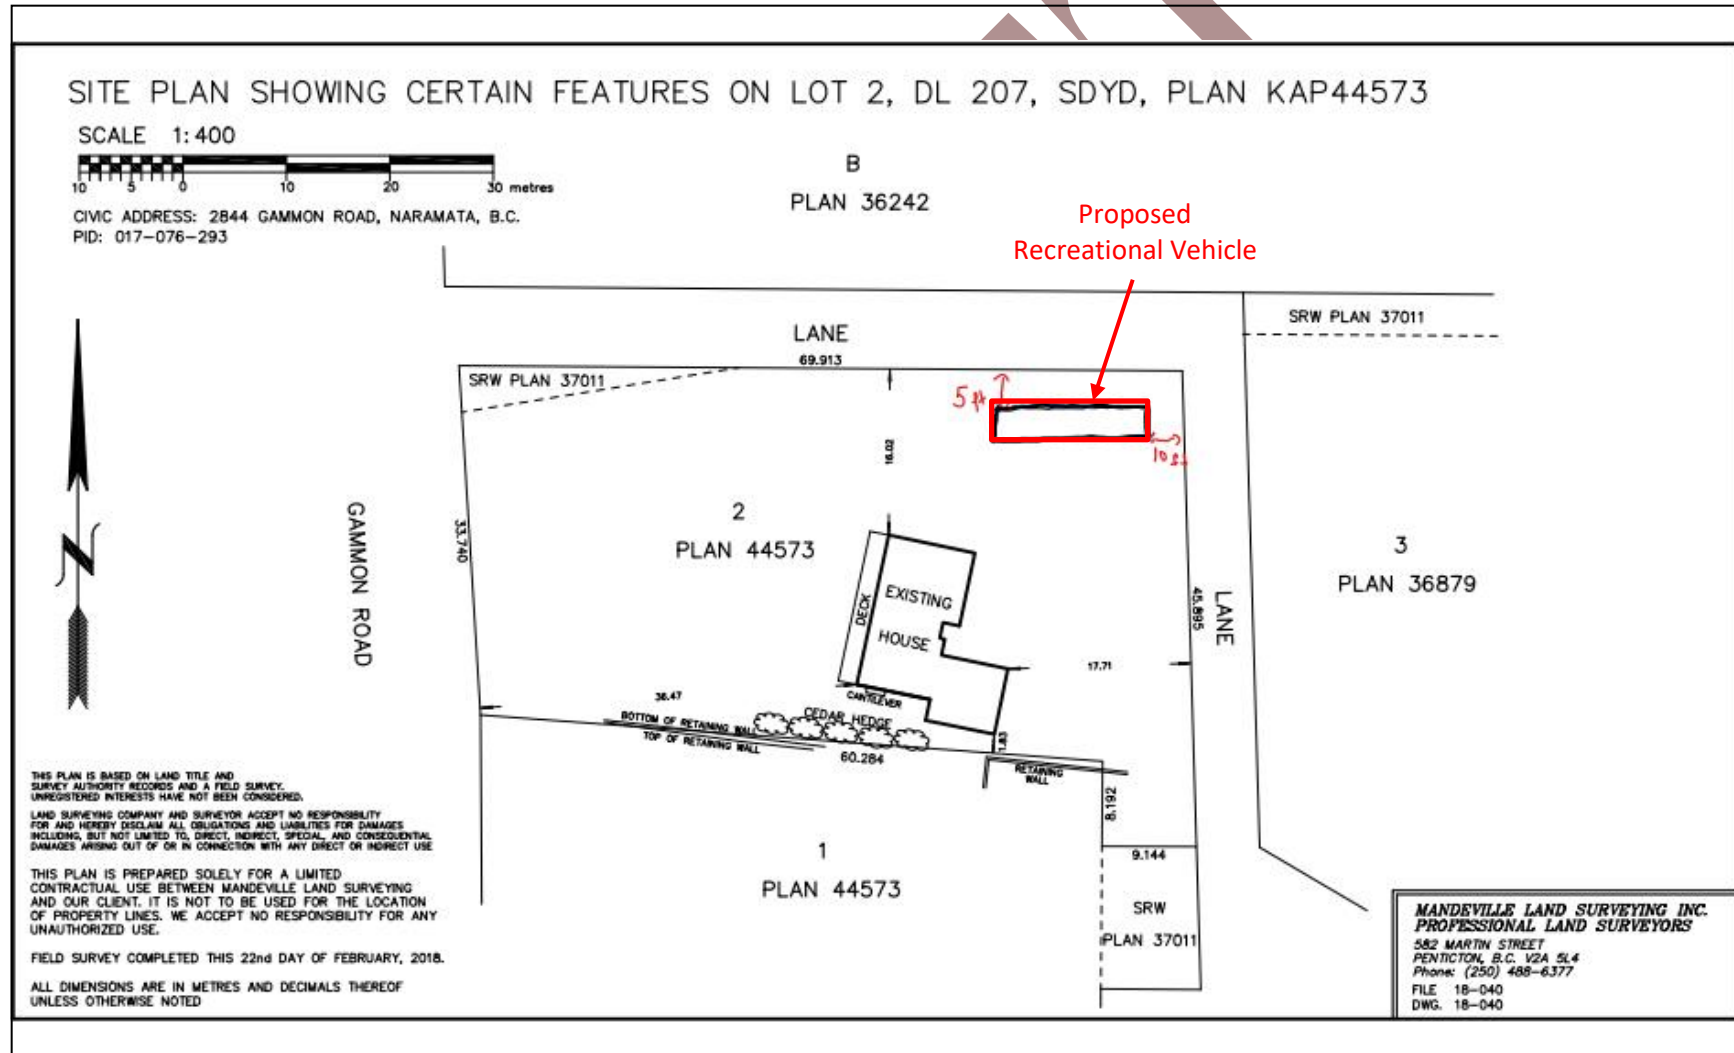 SITE PLAN SHOWING CERTAIN FEATURES ON LOT 2, DL 207, SDYD, PLAN KAP44573
SCALE 1:400
10 5 0 10 20 30 metres
CIVIC ADDRESS: 2844 GAMMON ROAD, NARAMATA, B.C.
PID: 017-076-293
B
PLAN 36242
Proposed
Recreational Vehicle
SRW PLAN 37011
LANE
69.913
SRW PLAN 37011
5 ft
10 ft
16.02
N
33.740
GAMMON ROAD
2
PLAN 44573
3
PLAN 36879
DECK
EXISTING
HOUSE
45.895
LANE
17.71
36.47
CANTILEVER
CEDAR HEDGE
BOTTOM OF RETAINING WALL
TOP OF RETAINING WALL
60.284
1.83
RETAINING
WALL
8.192
9.144
1
PLAN 44573
SRW
PLAN 37011
THIS PLAN IS BASED ON LAND TITLE AND
SURVEY AUTHORITY RECORDS AND A FIELD SURVEY.
UNREGISTERED INTERESTS HAVE NOT BEEN CONSIDERED.
LAND SURVEYING COMPANY AND SURVEYOR ACCEPT NO RESPONSIBILITY
FOR AND HEREBY DISCLAIM ALL OBLIGATIONS AND LIABILITIES FOR DAMAGES
INCLUDING, BUT NOT LIMITED TO, DIRECT, INDIRECT, SPECIAL, AND CONSEQUENTIAL
DAMAGES ARISING OUT OF OR IN CONNECTION WITH ANY DIRECT OR INDIRECT USE
THIS PLAN IS PREPARED SOLELY FOR A LIMITED
CONTRACTUAL USE BETWEEN MANDEVILLE LAND SURVEYING
AND OUR CLIENT. IT IS NOT TO BE USED FOR THE LOCATION
OF PROPERTY LINES. WE ACCEPT NO RESPONSIBILITY FOR ANY
UNAUTHORIZED USE.
FIELD SURVEY COMPLETED THIS 22nd DAY OF FEBRUARY, 2018.
ALL DIMENSIONS ARE IN METRES AND DECIMALS THEREOF
UNLESS OTHERWISE NOTED
MANDEVILLE LAND SURVEYING INC.
PROFESSIONAL LAND SURVEYORS
582 MARTIN STREET
PENTICTON, B.C. V2A 5L4
Phone: (250) 488-6377
FILE 18-040
DWG. 18-040